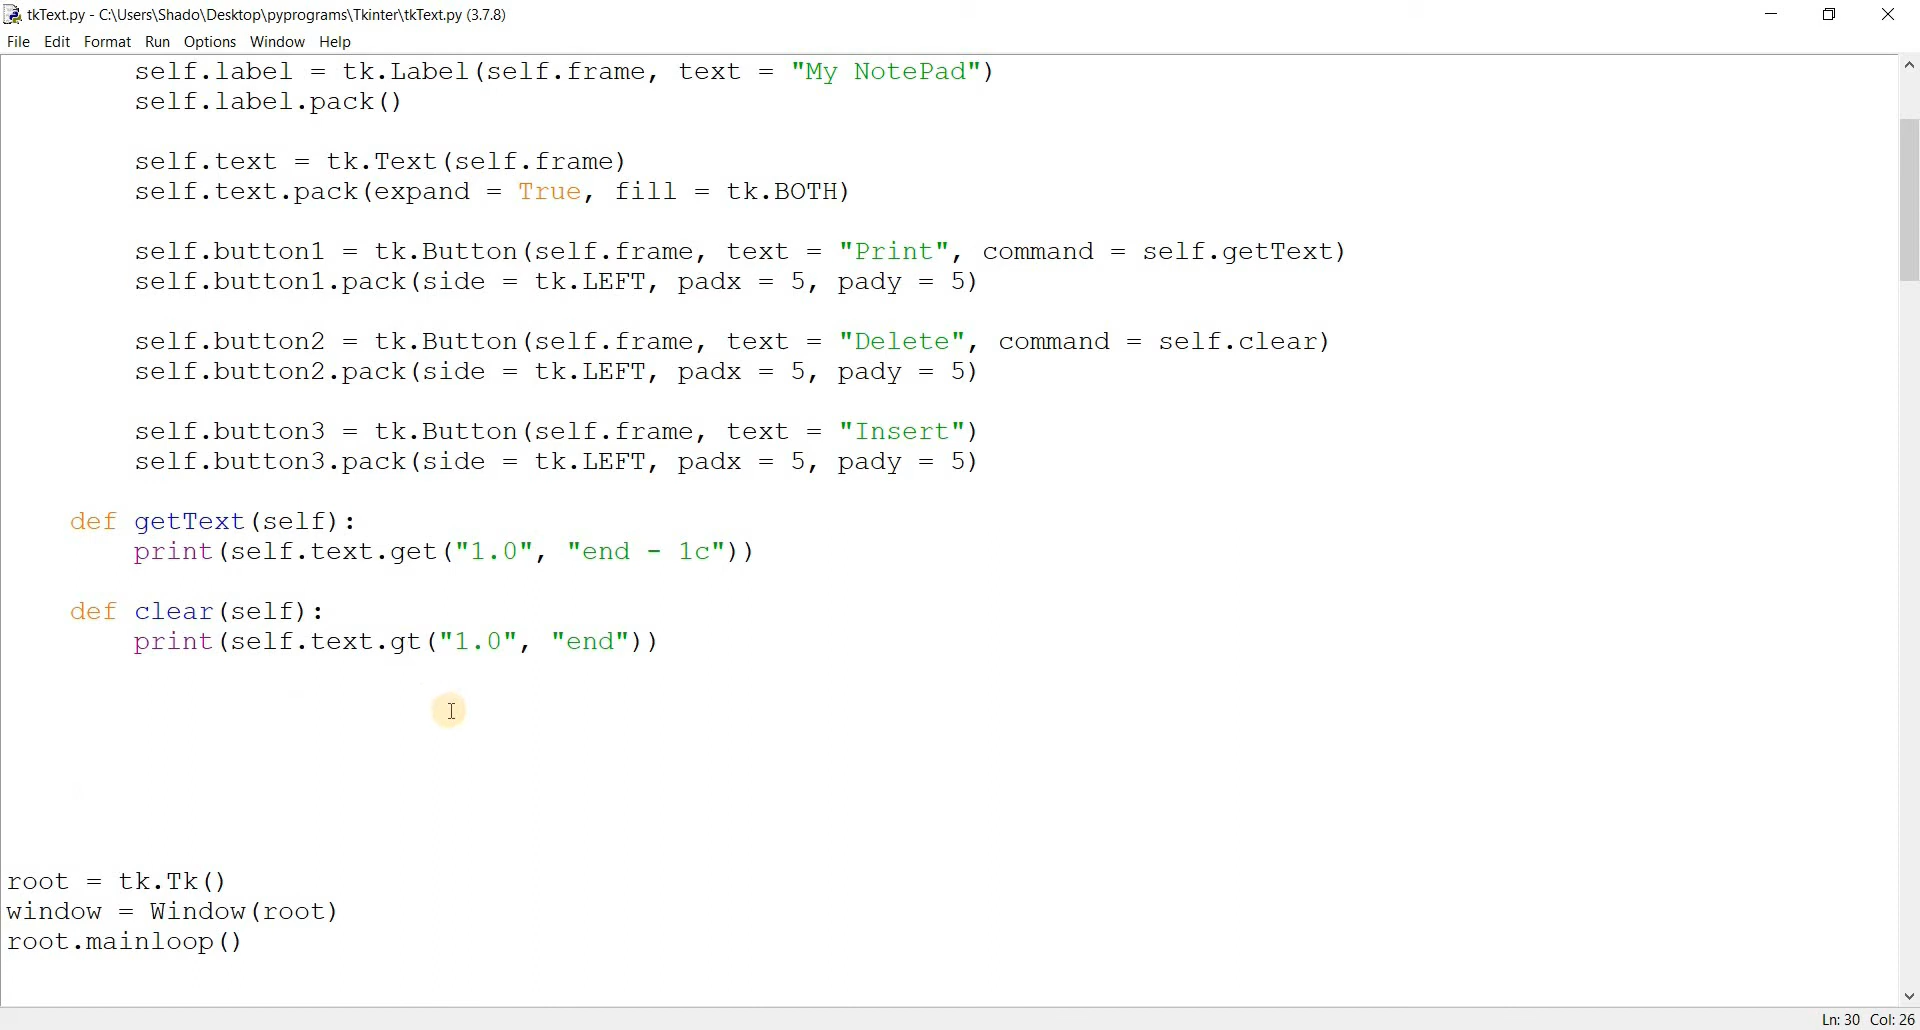 tkText.py - C:\Users\Shado\Desktop\pyprograms\Tkinter\tkText.py (3.7.8)
File Edit Format Run Options Window Help
self.label = tk.Label(self.frame, text = "My NotePad")
self.label.pack()
self.text = tk.Text(self.frame)
self.text.pack(expand = True, fill = tk.BOTH)
self.button1 = tk.Button(self.frame, text = "Print", command = self.getText)
self.button1.pack(side = tk.LEFT, padx = 5, pady = 5)
self.button2 = tk.Button(self.frame, text = "Delete", command = self.clear)
self.button2.pack(side = tk.LEFT, padx = 5, pady = 5)
self.button3 = tk.Button(self.frame, text = "Insert")
self.button3.pack(side = tk.LEFT, padx = 5, pady = 5)
def getText(self):
print(self.text.get("1.0", "end - 1c"))
def clear(self):
print(self.text.gt("1.0", "end"))
root = tk.Tk()
window = Window(root)
root.mainloop()
Ln: 30 Col: 26